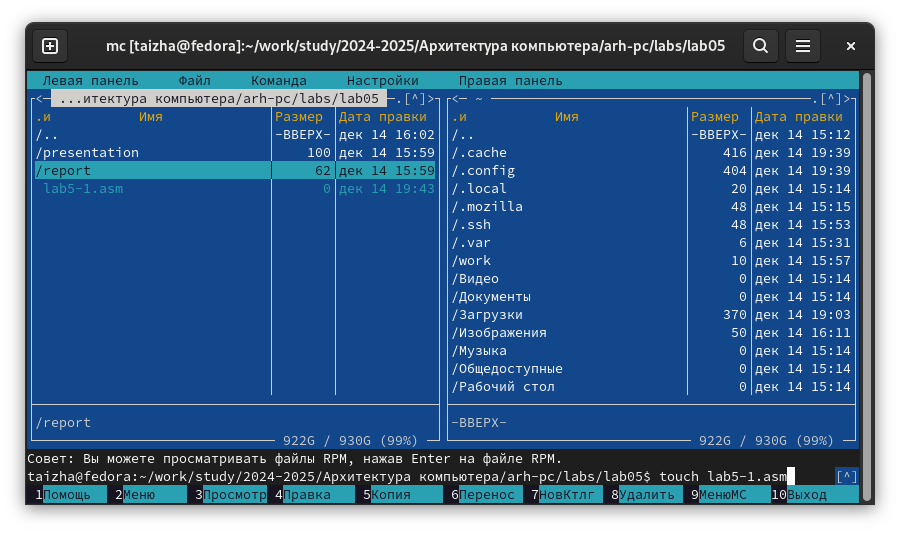 mc [taizha@fedora]:~/work/study/2024-2025/Архитектура компьютера/arh-pc/labs/lab05
Левая панель Файл Команда Настройки Правая панель
<— ...итектура компьютера/arh-pc/labs/lab05 —.[^]> <— ~ —.[^]>
.и Имя Размер Дата правки .и Имя Размер Дата правки
/.. -ВВЕРХ- дек 14 16:02 /.. -ВВЕРХ- дек 14 15:12
/presentation 100 дек 14 15:59 /.cache 416 дек 14 19:39
/report 62 дек 14 15:59 /.config 404 дек 14 19:39
lab5-1.asm 0 дек 14 19:43 /.local 20 дек 14 15:14
/.mozilla 48 дек 14 15:15
/.ssh 48 дек 14 15:53
/.var 6 дек 14 15:31
/work 10 дек 14 15:57
/Видео 0 дек 14 15:14
/Документы 0 дек 14 15:14
/Загрузки 370 дек 14 19:03
/Изображения 50 дек 14 16:11
/Музыка 0 дек 14 15:14
/Общедоступные 0 дек 14 15:14
/Рабочий стол 0 дек 14 15:14
/report -ВВЕРХ-
922G / 930G (99%) 922G / 930G (99%)
Совет: Вы можете просматривать файлы RPM, нажав Enter на файле RPM.
taizha@fedora:~/work/study/2024-2025/Архитектура компьютера/arh-pc/labs/lab05$ touch lab5-1.asm [^]
1Помощь 2Меню 3Просмотр 4Правка 5Копия 6Перенос 7НовКтлг 8Удалить 9МенюМС 10Выход